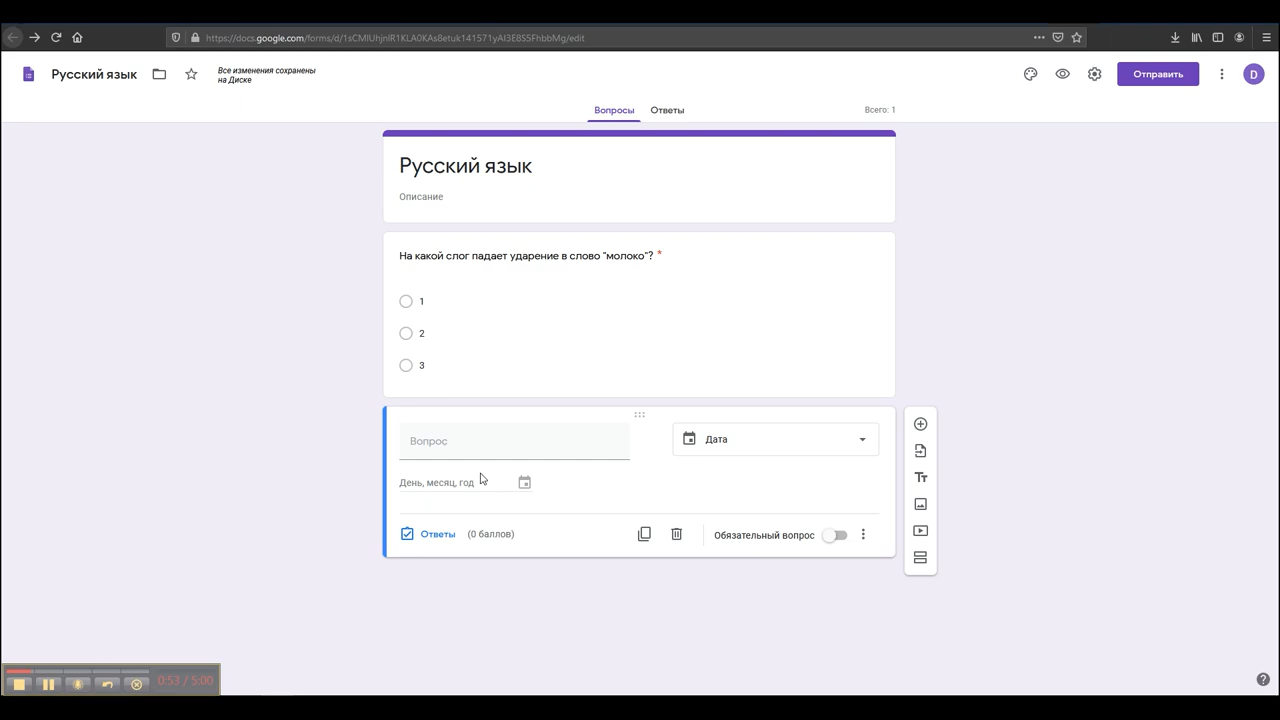 https://docs.google.com/forms/d/1sCMlUhjnlR1KLA0KAs8etuk141571yAI3E8S5FhbbMg/edit
Русский язык
Все изменения сохранены
на Диске
Отправить
D
Вопросы
Ответы
Всего: 1
Русский язык
Описание
На какой слог падает ударение в слово "молоко"? *
1
2
3
Вопрос
Дата
День, месяц, год
Ответы
(0 баллов)
Обязательный вопрос
Tт
0:53 / 5:00